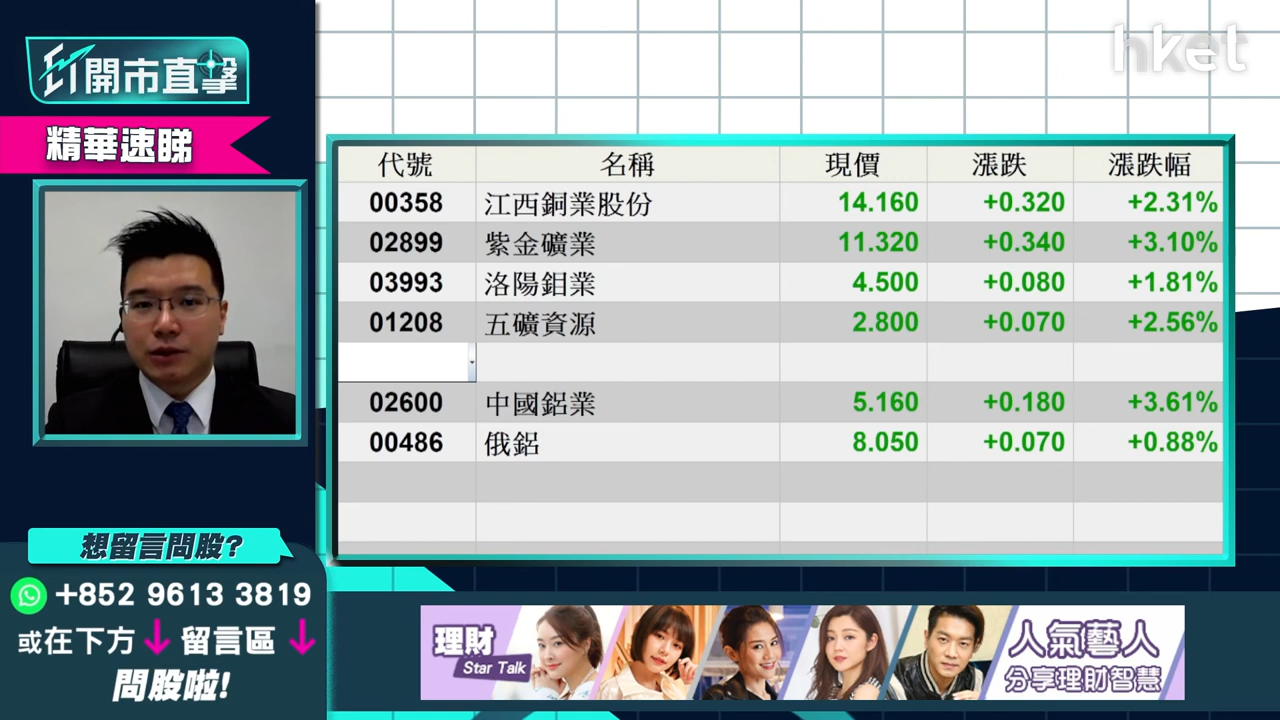 hket
ET開市直擊
精華速睇
代號 名稱 現價 漲跌 漲跌幅
00358 江西銅業股份 14.160 +0.320 +2.31%
02899 紫金礦業 11.320 +0.340 +3.10%
03993 洛陽鉬業 4.500 +0.080 +1.81%
01208 五礦資源 2.800 +0.070 +2.56%
02600 中國鋁業 5.160 +0.180 +3.61%
00486 俄鋁 8.050 +0.070 +0.88%
想留言問股?
+852 9613 3819
或在下方 留言區
問股啦!
理財
Star Talk
人氣藝人
分享理財智慧